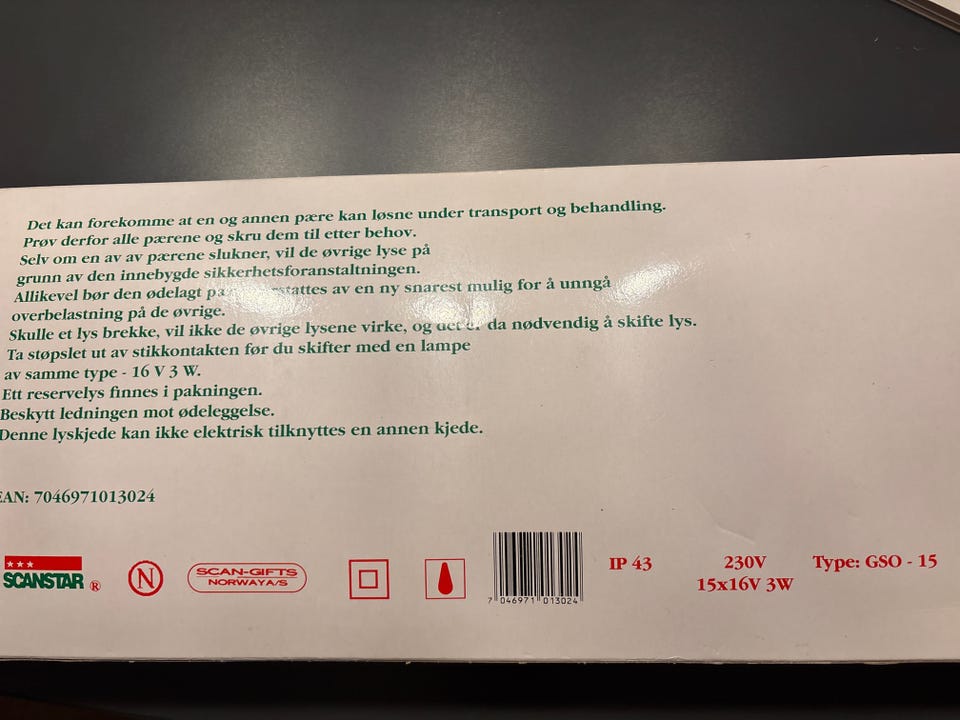 Det kan forekomme at en og annen pære kan løsne under transport og behandling.
Prøv derfor alle pærene og skru dem til etter behov.
Selv om en av av pærene slukner, vil de øvrige lyse på
grunn av den innebygde sikkerhetsforanstaltningen.
Allikevel bør den ødelagt av en ny snarest mulig for å unngå
overbelastning på de øvrige.
Skulle et lys brekke, vil ikke de øvrige lysene virke, og det er da nødvendig å skifte lys.
Ta støpslet ut av stikkontakten før du skifter med en lampe
av samme type - 16 V 3 W.
Ett reservelys finnes i pakningen.
Beskytt ledningen mot ødeleggelse.
Denne lyskjede kan ikke elektrisk tilknyttes en annen kjede.
EAN: 7046971013024
SCANSTAR ®
N
SCAN-GIFTS
NORWAY A/S
7 046971 013024
IP 43
230V
15x16V 3W
Type: GSO - 15